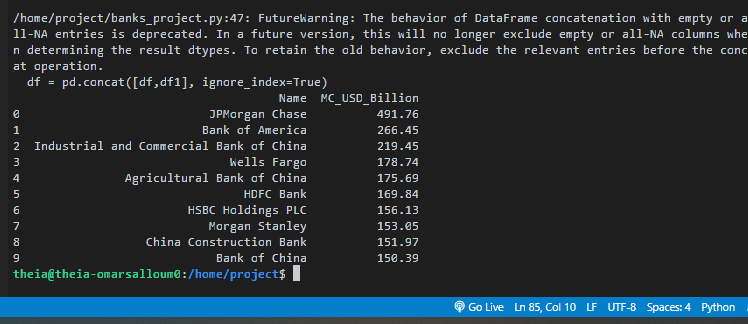 /home/project/banks_project.py:47: FutureWarning: The behavior of DataFrame concatenation with empty or a
ll-NA entries is deprecated. In a future version, this will no longer exclude empty or all-NA columns whe
n determining the result dtypes. To retain the old behavior, exclude the relevant entries before the conc
at operation.
  df = pd.concat([df,df1], ignore_index=True)
                                      Name  MC_USD_Billion
0                           JPMorgan Chase          491.76
1                          Bank of America          266.45
2  Industrial and Commercial Bank of China          219.45
3                              Wells Fargo          178.74
4               Agricultural Bank of China          175.69
5                                HDFC Bank          169.84
6                        HSBC Holdings PLC          156.13
7                           Morgan Stanley          153.05
8                  China Construction Bank          151.97
9                            Bank of China          150.39
theia@theia-omarsalloum0:/home/project$
Go Live Ln 85, Col 10 LF UTF-8 Spaces: 4 Python